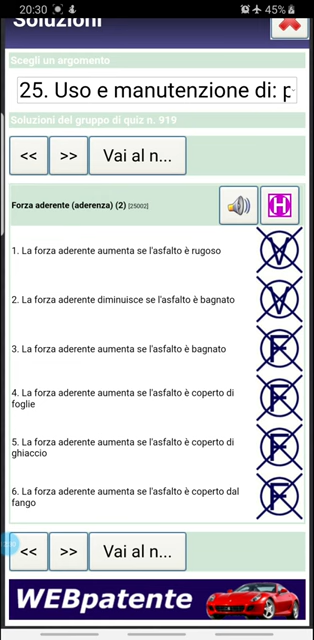 20:30
45%
Soluzioni
Scegli un argomento
25. Uso e manutenzione di: p
Soluzioni del gruppo di quiz n. 919
<<
>>
Vai al n...
Forza aderente (aderenza) (2) [25002]
H
1. La forza aderente aumenta se l'asfalto è rugoso
V
2. La forza aderente diminuisce se l'asfalto è bagnato
V
3. La forza aderente aumenta se l'asfalto è bagnato
F
4. La forza aderente aumenta se l'asfalto è coperto di
foglie
F
5. La forza aderente aumenta se l'asfalto è coperto di
ghiaccio
F
6. La forza aderente aumenta se l'asfalto è coperto dal
fango
F
<<
>>
Vai al n...
WEBpatente